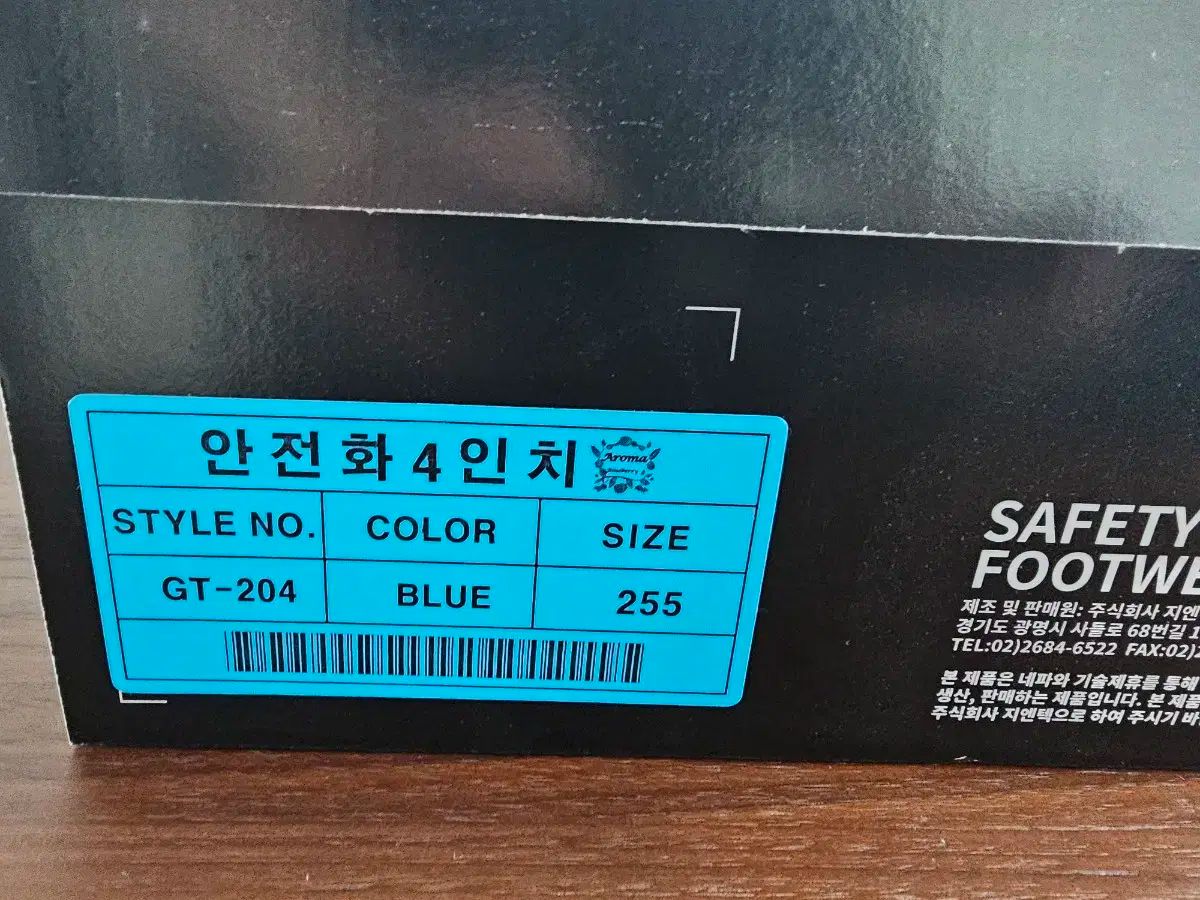 안전화4인치
Aroma
STYLE NO. COLOR SIZE
GT-204 BLUE 255
SAFETY
FOOTWE
제조 및 판매원: 주식회사 지엔
경기도 광명시 사들로 68번길 1
TEL:02)2684-6522 FAX:02)2
본 제품은 네파와 기술제휴를 통해
생산, 판매하는 제품입니다. 본 제품
주식회사 지엔텍으로 하여 주시기 바